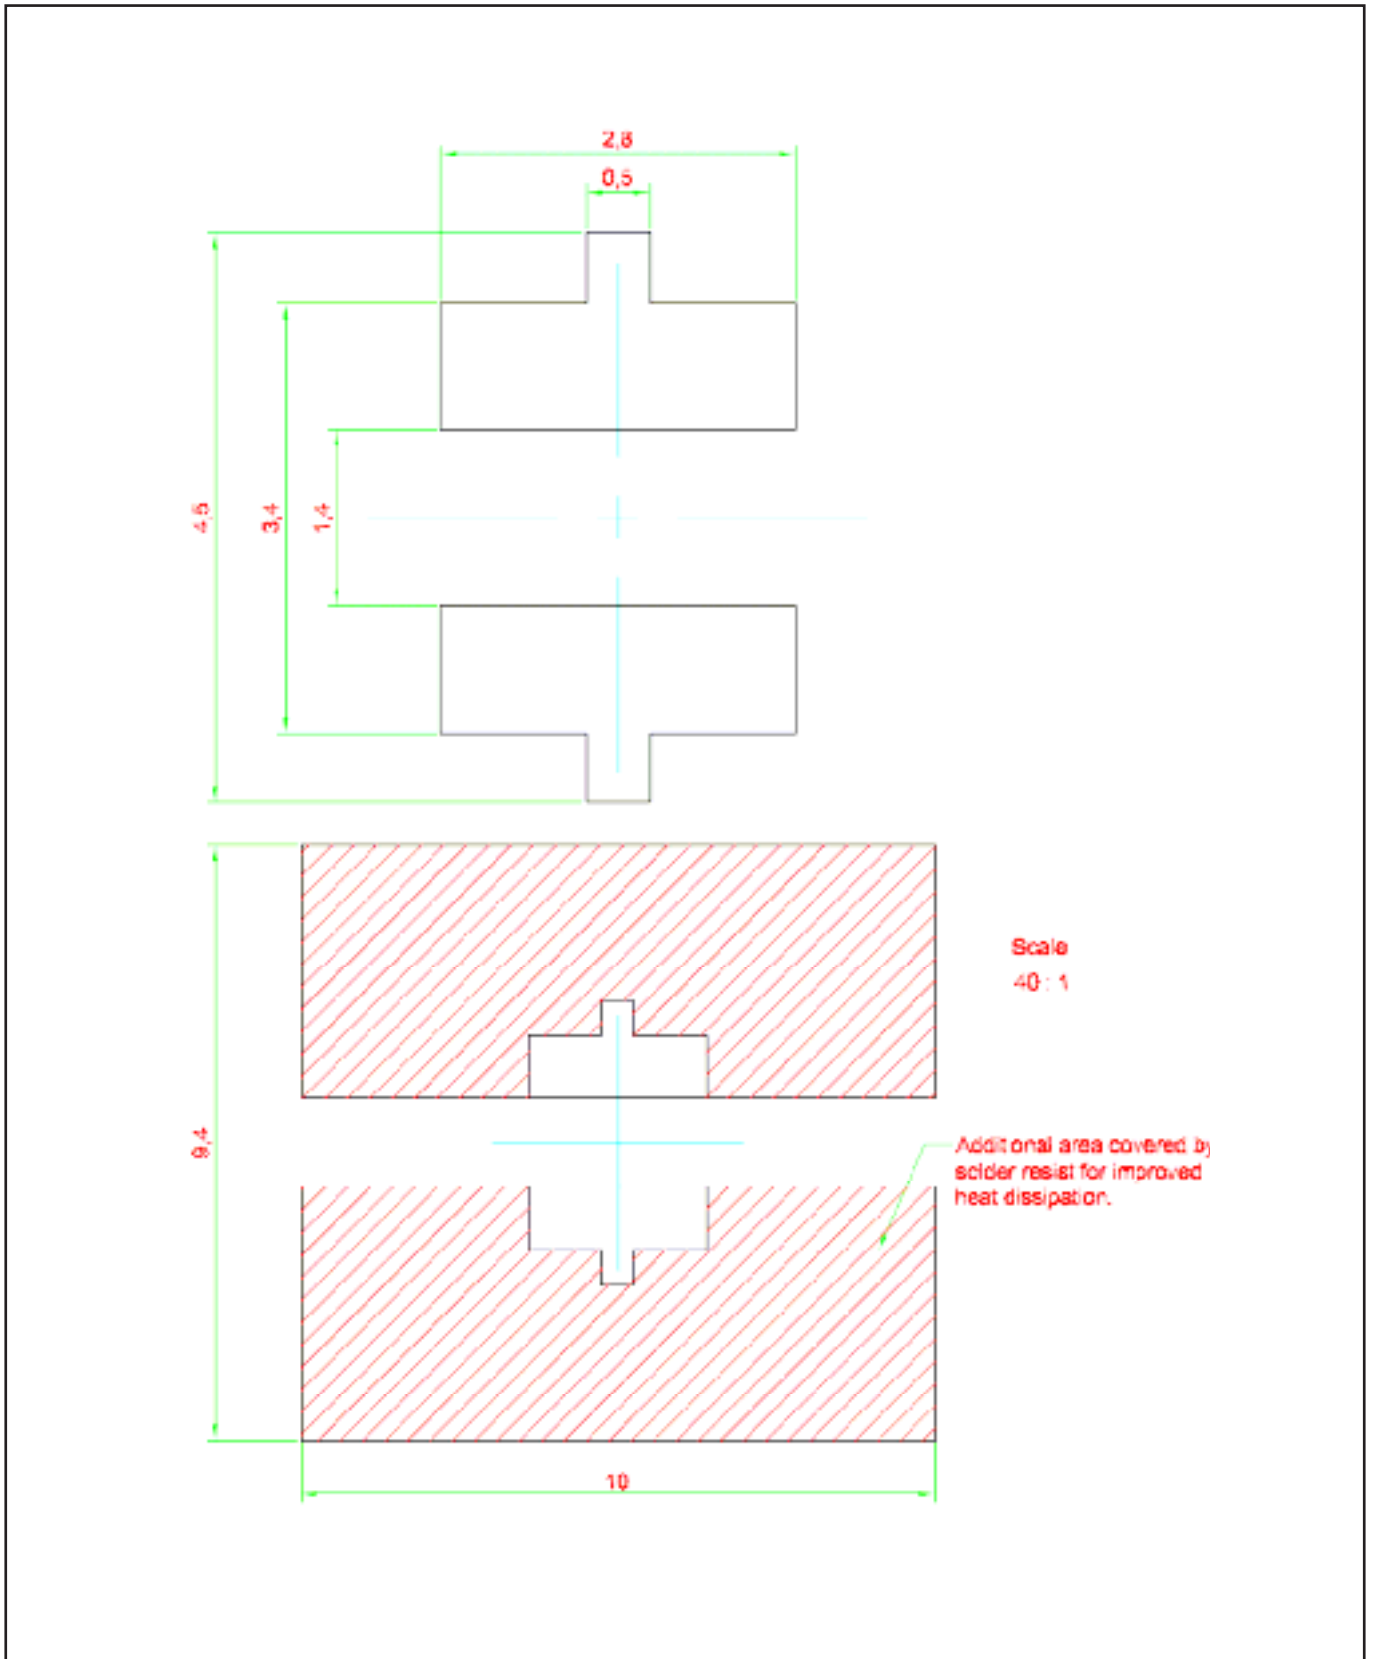 2,8
0,5
4,5
3,4
1,4
Scale
40 : 1
9,4
Additional area covered by
solder resist for improved
heat dissipation.
10